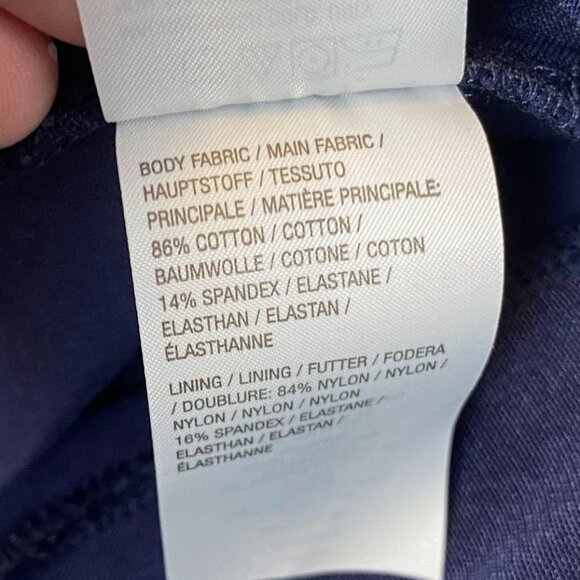 BODY FABRIC / MAIN FABRIC /
HAUPTSTOFF / TESSUTO
PRINCIPALE / MATIÈRE PRINCIPALE:
86% COTTON / COTTON /
BAUMWOLLE / COTONE / COTON
14% SPANDEX / ELASTANE /
ELASTHAN / ELASTAN /
ÉLASTHANNE
LINING / LINING / FUTTER / FODERA
/ DOUBLURE: 84% NYLON / NYLON /
NYLON / NYLON / NYLON
16% SPANDEX / ELASTANE /
ELASTHAN / ELASTAN /
ÉLASTHANNE